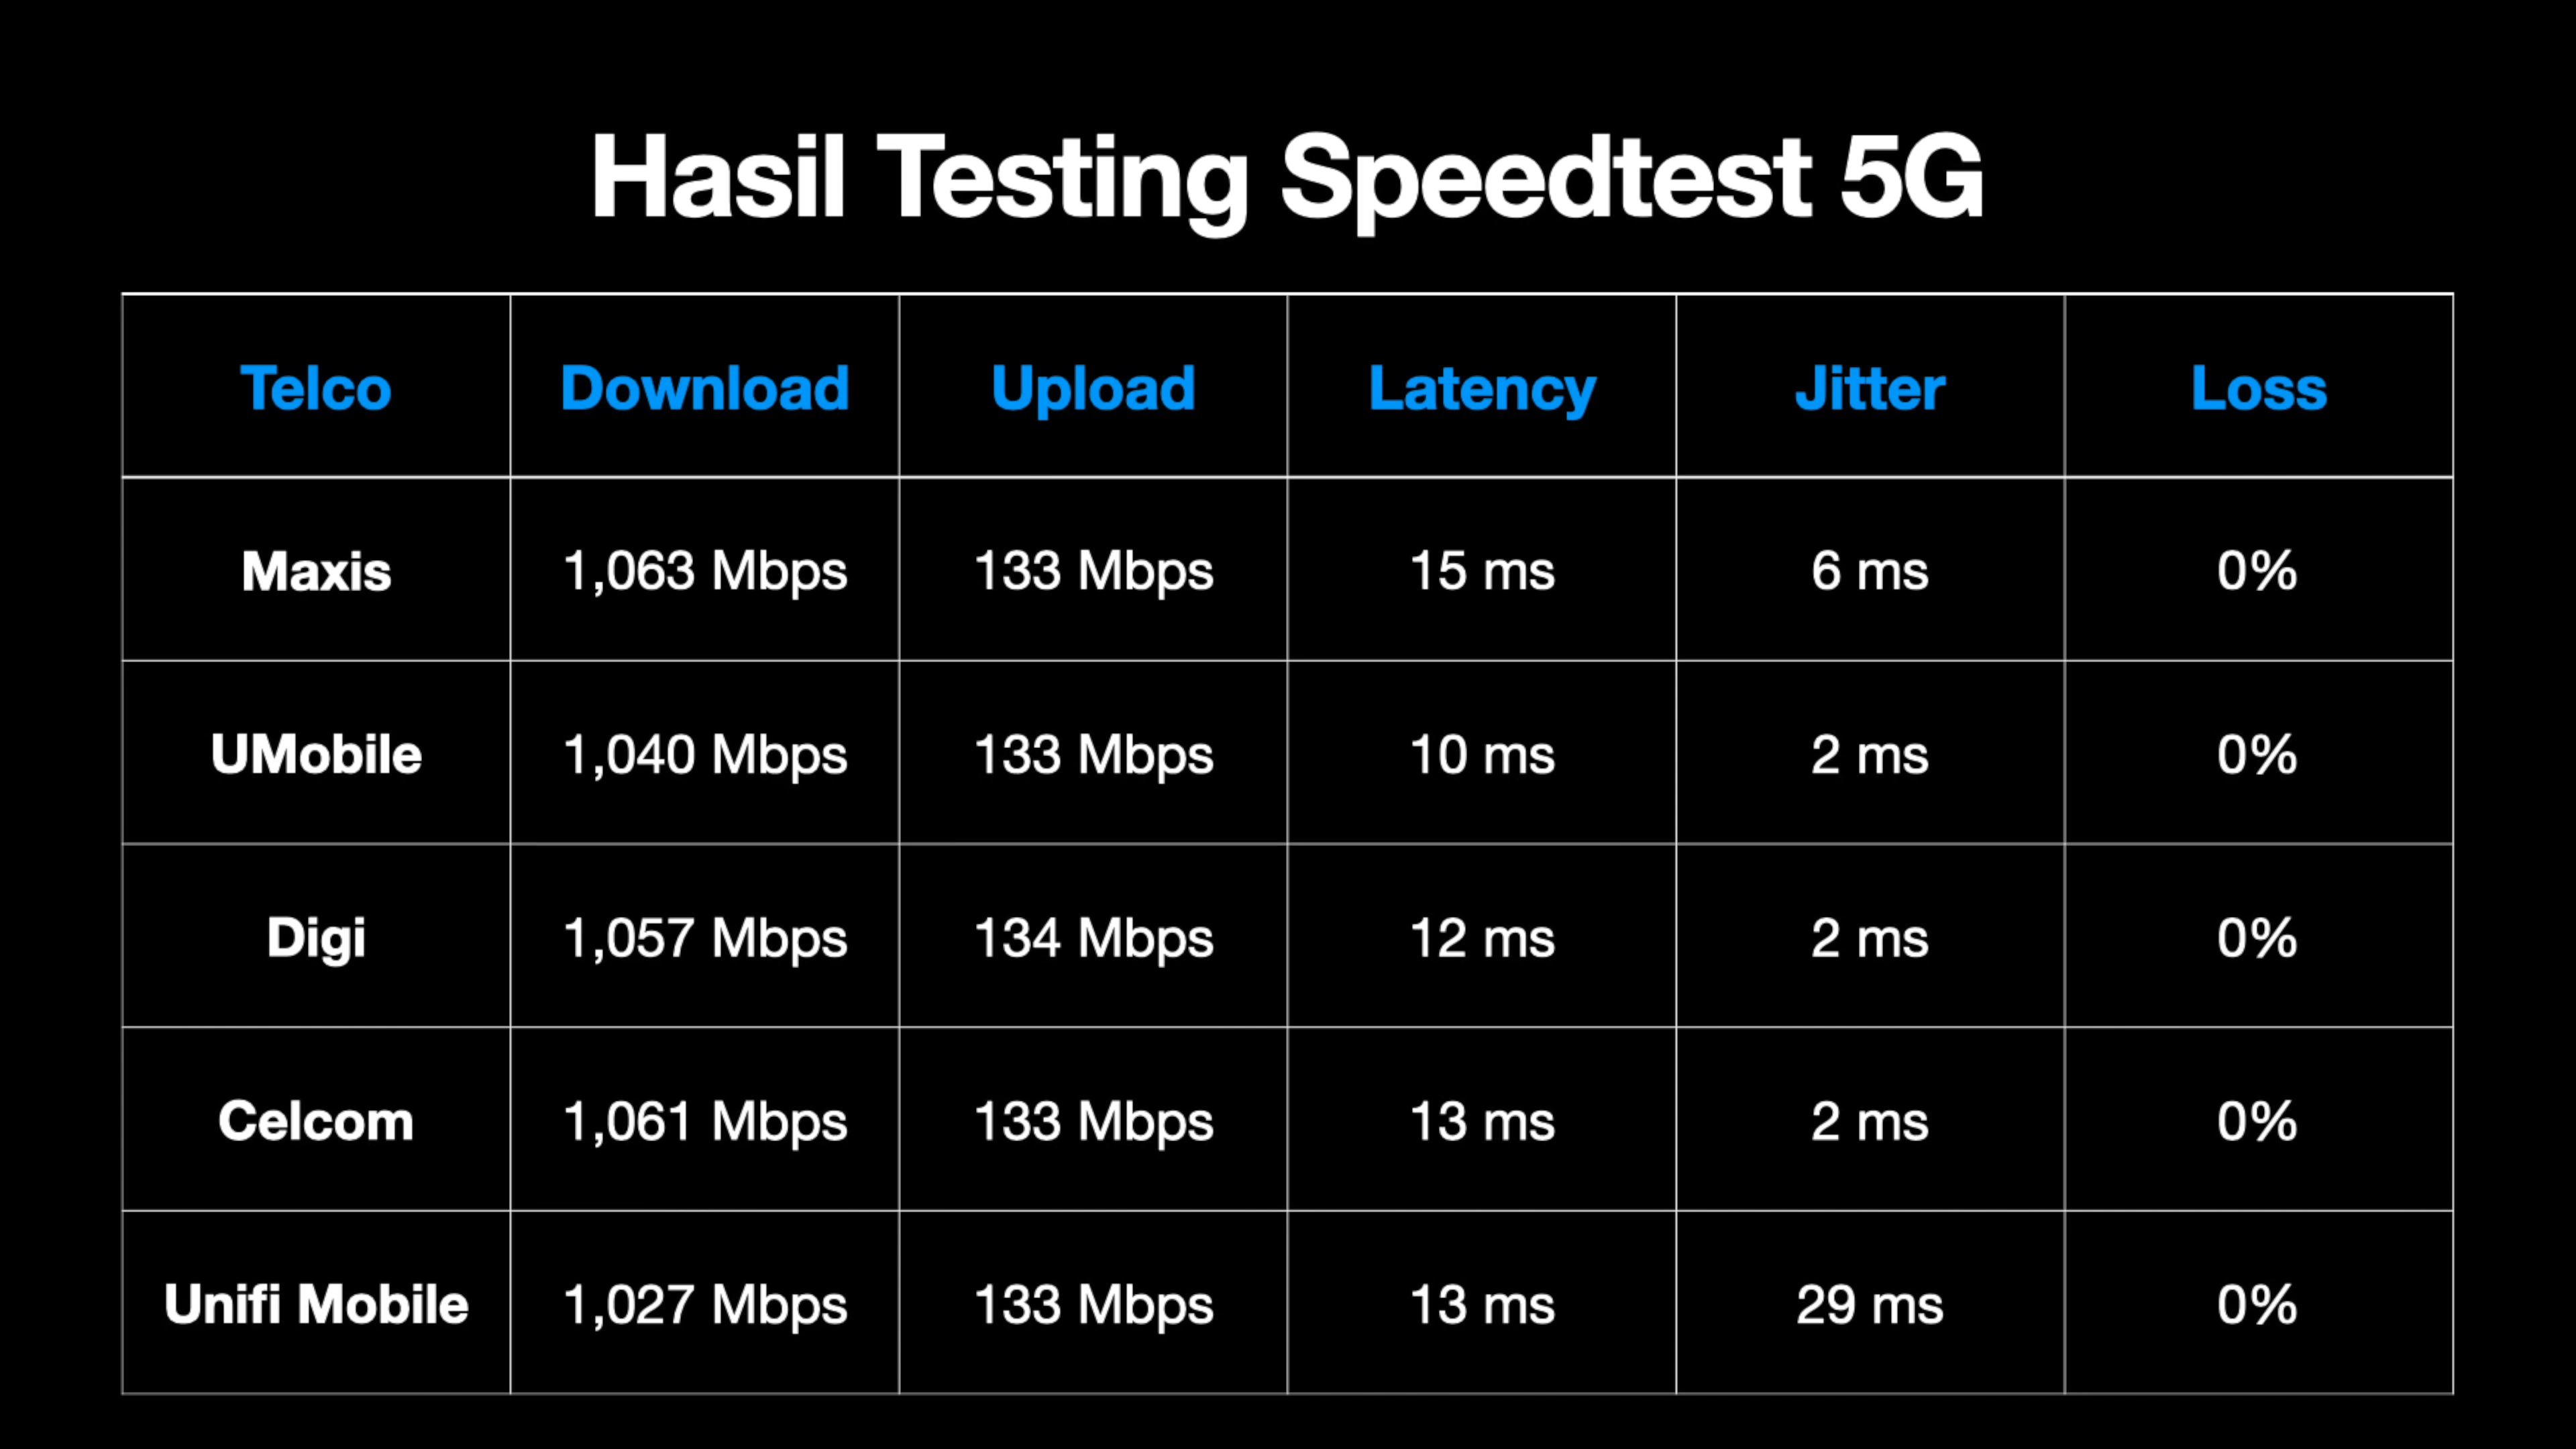 Hasil Testing Speedtest 5G
Telco Download Upload Latency Jitter Loss
Maxis 1,063 Mbps 133 Mbps 15 ms 6 ms 0%
UMobile 1,040 Mbps 133 Mbps 10 ms 2 ms 0%
Digi 1,057 Mbps 134 Mbps 12 ms 2 ms 0%
Celcom 1,061 Mbps 133 Mbps 13 ms 2 ms 0%
Unifi Mobile 1,027 Mbps 133 Mbps 13 ms 29 ms 0%